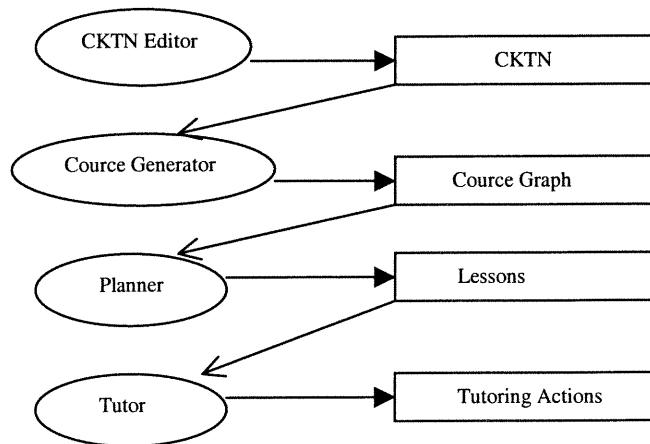 CKTN Editor
CKTN
Cource Generator
Cource Graph
Planner
Lessons
Tutor
Tutoring Actions